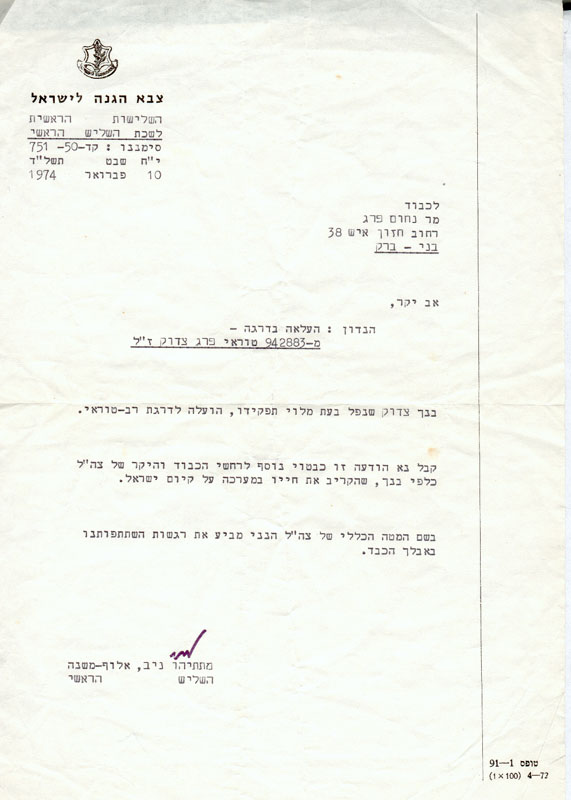 צבא הגנה לישראל
השלישות הראשית
לשכת השליש הראשי
סימננו : קד-50- 751
י"ח שבט תשל"ד
10 פברואר 1974
לכבוד
מר נחום פרג
רחוב חזון איש 38
בני - ברק
אב יקר,
הנדון : העלאה בדרגה -
מ-942883 טוראי פרג צדוק ז"ל
בנך צדוק שנפל בעת מלוי תפקידו, הועלה לדרגת רב-טוראי.
קבל נא הודעה זו כבטוי נוסף לרחשי הכבוד והיקר של צה"ל
כלפי בנך, שהקריב את חייו במערכה על קיום ישראל.
בשם המטה הכללי של צה"ל הנני מביע את רגשות השתתפותנו
באבלך הכבד.
מתתיהו ניב, אלוף-משנה
השליש הראשי
טופס 1—91
(1×100) 4—72